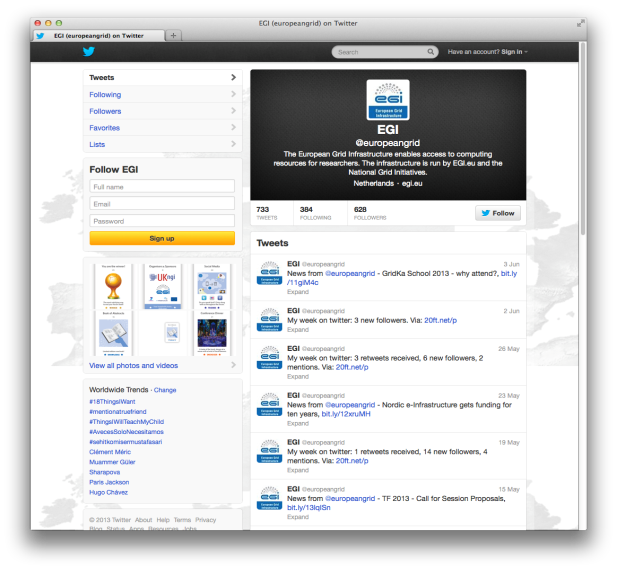 EGI (europeangrid) on Twitter
EGI (europeangrid) on Twitter
Search
Have an account? Sign in
Tweets
Following
Followers
Favorites
Lists
Follow EGI
Full name
Email
Password
Sign up
UKngi
View all photos and videos
Worldwide Trends · Change
#18ThingsIWant
#mentionatruefriend
#ThingsIWillTeachMyChild
#AvecesSoloNecesitamos
#sehitkomisermustafasari
Clément Méric
Muammer Güler
Sharapova
Paris Jackson
Hugo Chávez
© 2013 Twitter About Help Terms Privacy
Blog Status Apps Resources Jobs
egi
European Grid
Infrastructure
EGI
@europeangrid
The European Grid Infrastructure enables access to computing
resources for researchers. The infrastructure is run by EGI.eu and the
National Grid Initiatives.
Netherlands · egi.eu
733
TWEETS
384
FOLLOWING
628
FOLLOWERS
Follow
Tweets
EGI @europeangrid 3 Jun
News from @europeangrid - GridKa School 2013 - why attend?, bit.ly
/11giM4c
Expand
EGI @europeangrid 2 Jun
My week on twitter: 3 new followers. Via: 20ft.net/p
Expand
EGI @europeangrid 26 May
My week on twitter: 3 retweets received, 6 new followers, 2
mentions. Via: 20ft.net/p
Expand
EGI @europeangrid 23 May
News from @europeangrid - Nordic e-Infrastructure gets funding for
ten years, bit.ly/12xruMH
Expand
EGI @europeangrid 19 May
My week on twitter: 1 retweets received, 14 new followers, 4
mentions. Via: 20ft.net/p
Expand
EGI @europeangrid 15 May
News from @europeangrid - TF 2013 - Call for Session Proposals,
bit.ly/13IqlSn
Expand